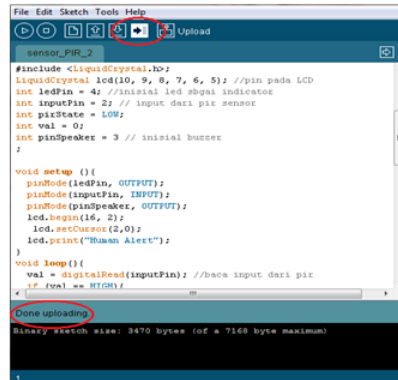 File Edit Sketch Tools Help
Upload
sensor_PIR_2
#include <LiquidCrystal.h>
LiquidCrystal lcd(10, 9, 8, 7, 6, 5); //pin pada LCD
int ledPin = 4; //inisial led sbgai indicator
int inputPin = 2; // input dari pir sensor
int pirState = LOW;
int val = 0;
int pinSpeaker = 3 // inisial buzzer
;
void setup (){
pinMode(ledPin, OUTPUT);
pinMode(inputPin, INPUT);
pinMode(pinSpeaker, OUTPUT);
lcd.begin(16, 2);
lcd.setCursor(2,0);
lcd.print("Human Alert");
}
void loop(){
val = digitalRead(inputPin); //baca input dari pir
if (val == HIGH){
Done uploading.
Binary sketch size: 3470 bytes (of a 7168 byte maximum)
1